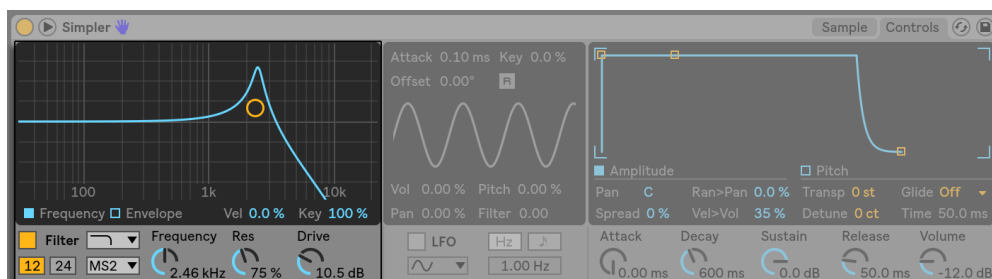 Simpler
Sample Controls
100 1k 10k
Frequency Envelope Vel 0.0 % Key 100 %
Filter
12 24 MS2
Frequency 2.46 kHz
Res 75 %
Drive 10.5 dB
Attack 0.10 ms Key 0.0 %
Offset 0.00° R
Vol 0.00 % Pitch 0.00 %
Pan 0.00 % Filter 0.00
LFO Hz
1.00 Hz
Amplitude Pitch
Pan C Ran>Pan 0.0 % Transp 0 st Glide Off
Spread 0 % Vel>Vol 35 % Detune 0 ct Time 50.0 ms
Attack Decay Sustain Release Volume
0.00 ms 600 ms 0.0 dB 50.0 ms -12.0 dB